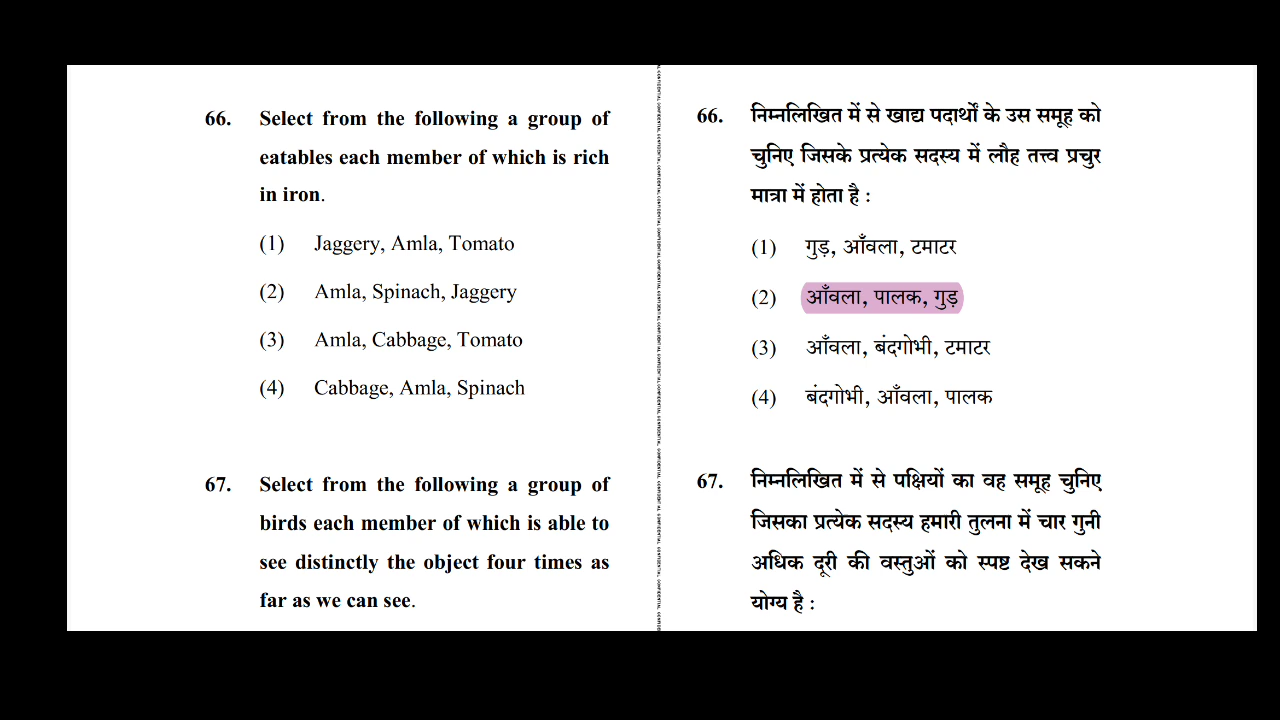 66. Select from the following a group of
eatables each member of which is rich
in iron.
(1) Jaggery, Amla, Tomato
(2) Amla, Spinach, Jaggery
(3) Amla, Cabbage, Tomato
(4) Cabbage, Amla, Spinach
67. Select from the following a group of
birds each member of which is able to
see distinctly the object four times as
far as we can see.
66. निम्नलिखित में से खाद्य पदार्थों के उस समूह को
चुनिए जिसके प्रत्येक सदस्य में लौह तत्त्व प्रचुर
मात्रा में होता है :
(1) गुड़, आँवला, टमाटर
(2) आँवला, पालक, गुड़
(3) आँवला, बंदगोभी, टमाटर
(4) बंदगोभी, आँवला, पालक
67. निम्नलिखित में से पक्षियों का वह समूह चुनिए
जिसका प्रत्येक सदस्य हमारी तुलना में चार गुनी
अधिक दूरी की वस्तुओं को स्पष्ट देख सकने
योग्य है :